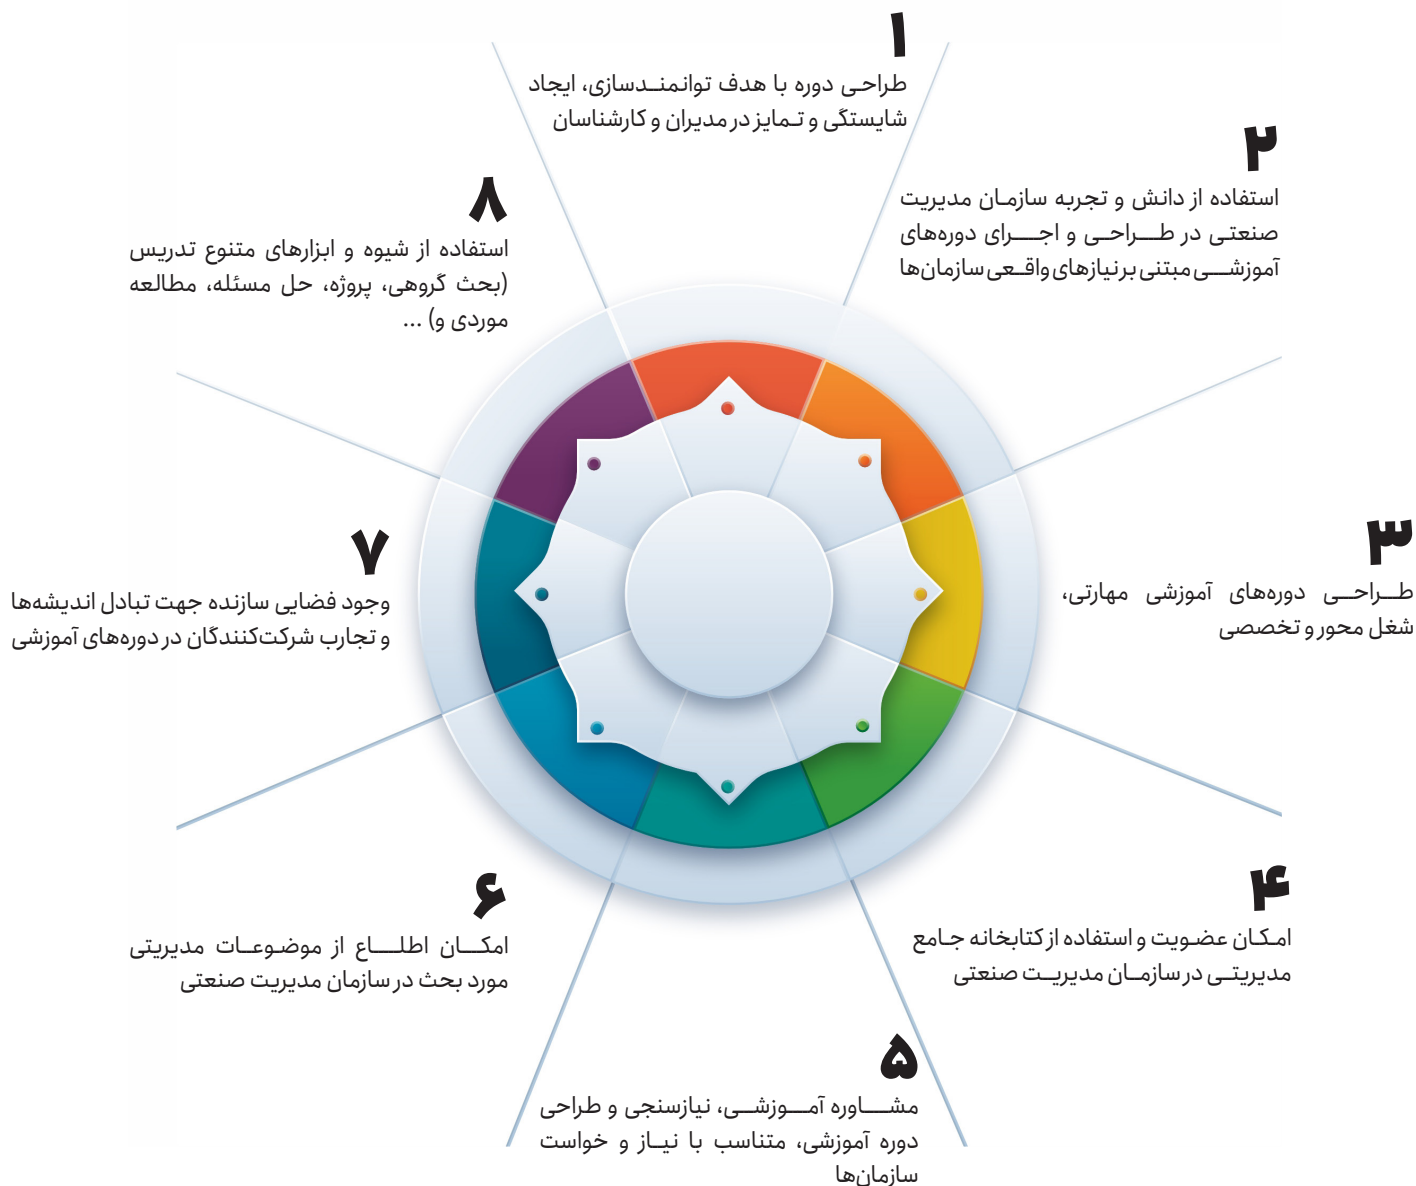 ۱
طراحی دوره با هدف توانمندسازی، ایجاد
شایستگی و تمایز در مدیران و کارشناسان
۲
استفاده از دانش و تجربه سازمان مدیریت
صنعتی در طراحی و اجرای دوره‌های
آموزشی مبتنی بر نیازهای واقعی سازمان‌ها
۳
طراحی دوره‌های آموزشی مهارتی،
شغل محور و تخصصی
۴
امکان عضویت و استفاده از کتابخانه جامع
مدیریتی در سازمان مدیریت صنعتی
۵
مشاوره آموزشی، نیازسنجی و طراحی
دوره آموزشی، متناسب با نیاز و خواست
سازمان‌ها
۶
امکان اطلاع از موضوعات مدیریتی
مورد بحث در سازمان مدیریت صنعتی
۷
وجود فضایی سازنده جهت تبادل اندیشه‌ها
و تجارب شرکت‌کنندگان در دوره‌های آموزشی
۸
استفاده از شیوه و ابزارهای متنوع تدریس
(بحث گروهی، پروژه، حل مسئله، مطالعه
موردی و) ...